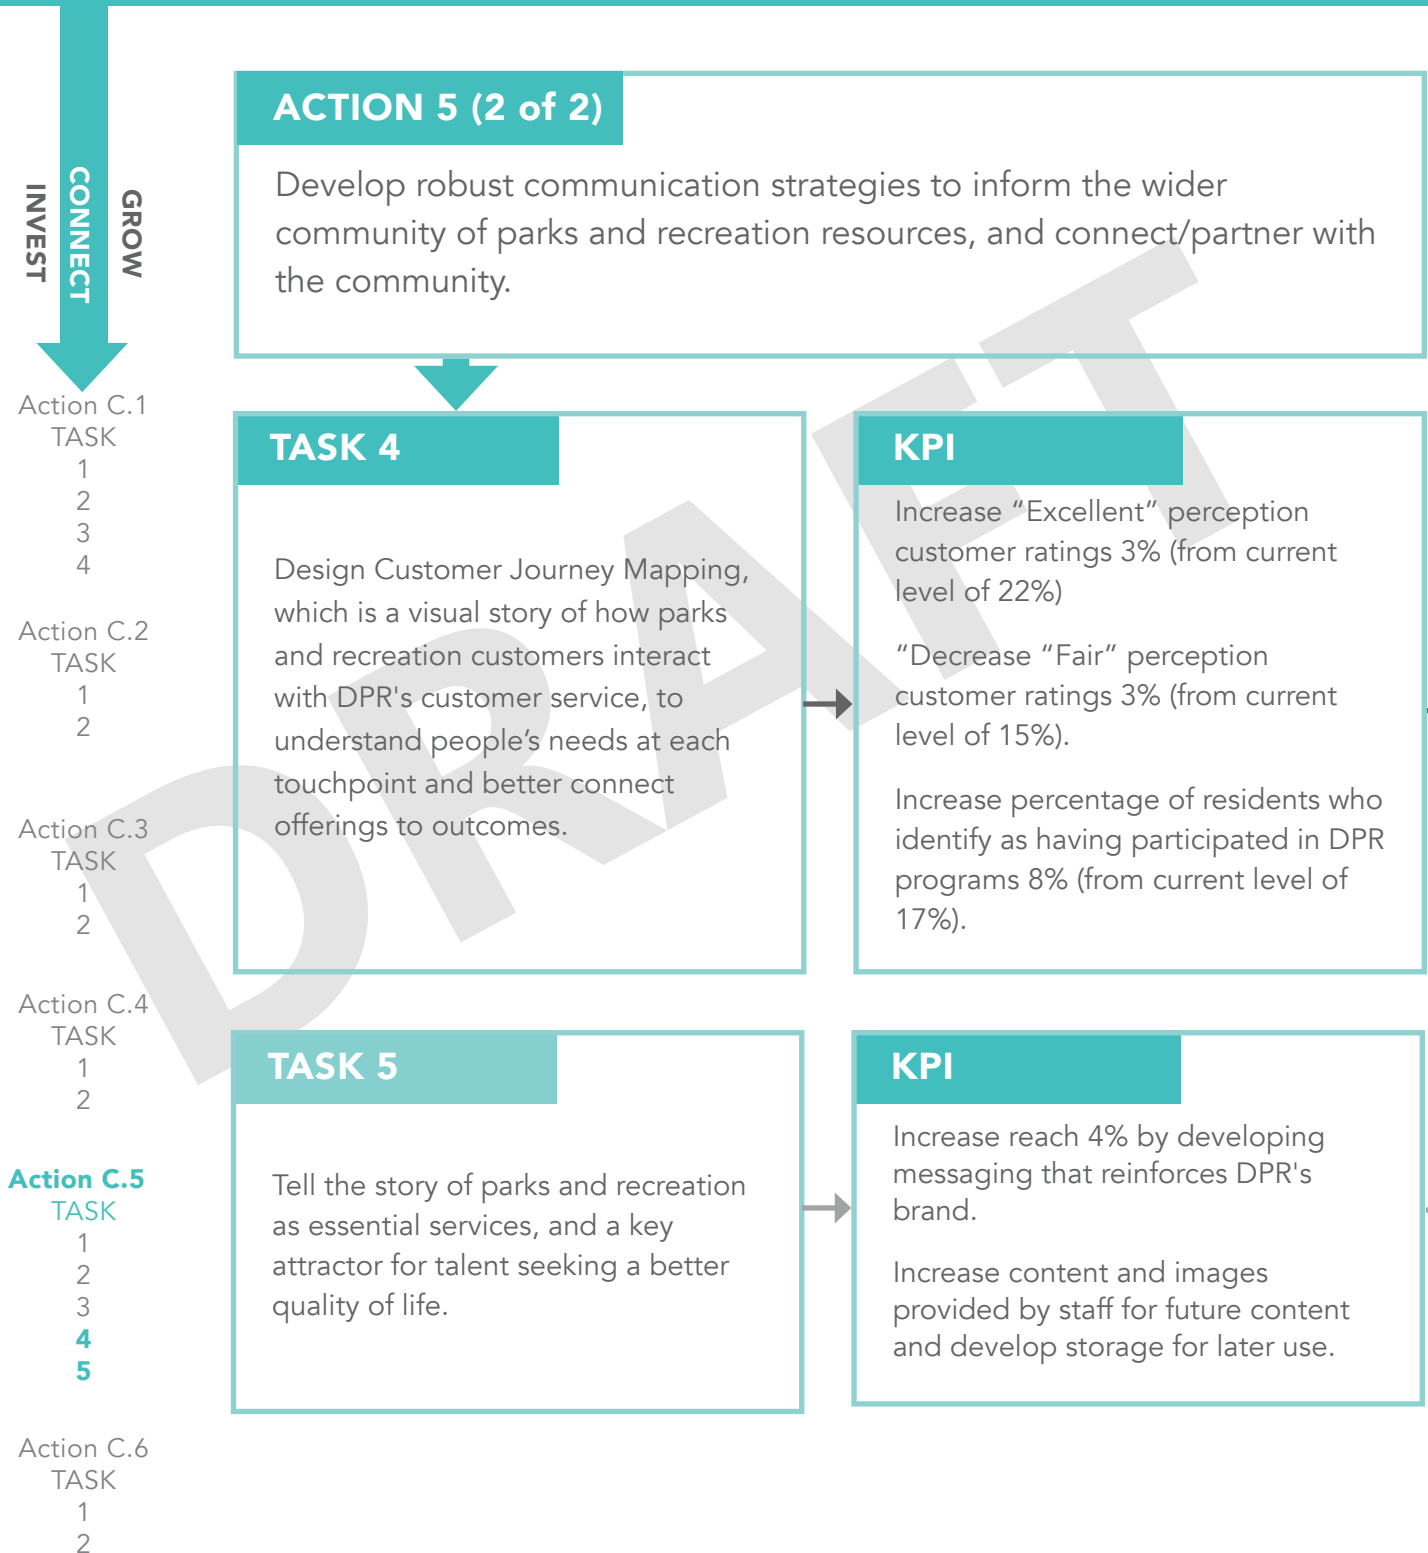 INVEST
CONNECT
GROW
Action C.1
TASK
1
2
3
4
Action C.2
TASK
1
2
Action C.3
TASK
1
2
Action C.4
TASK
1
2
Action C.5
TASK
1
2
3
4
5
Action C.6
TASK
1
2
ACTION 5 (2 of 2)
Develop robust communication strategies to inform the wider
community of parks and recreation resources, and connect/partner with
the community.
TASK 4
Design Customer Journey Mapping,
which is a visual story of how parks
and recreation customers interact
with DPR's customer service, to
understand people’s needs at each
touchpoint and better connect
offerings to outcomes.
KPI
Increase “Excellent” perception
customer ratings 3% (from current
level of 22%)
“Decrease “Fair” perception
customer ratings 3% (from current
level of 15%).
Increase percentage of residents who
identify as having participated in DPR
programs 8% (from current level of
17%).
TASK 5
Tell the story of parks and recreation
as essential services, and a key
attractor for talent seeking a better
quality of life.
KPI
Increase reach 4% by developing
messaging that reinforces DPR's
brand.
Increase content and images
provided by staff for future content
and develop storage for later use.
DRAFT